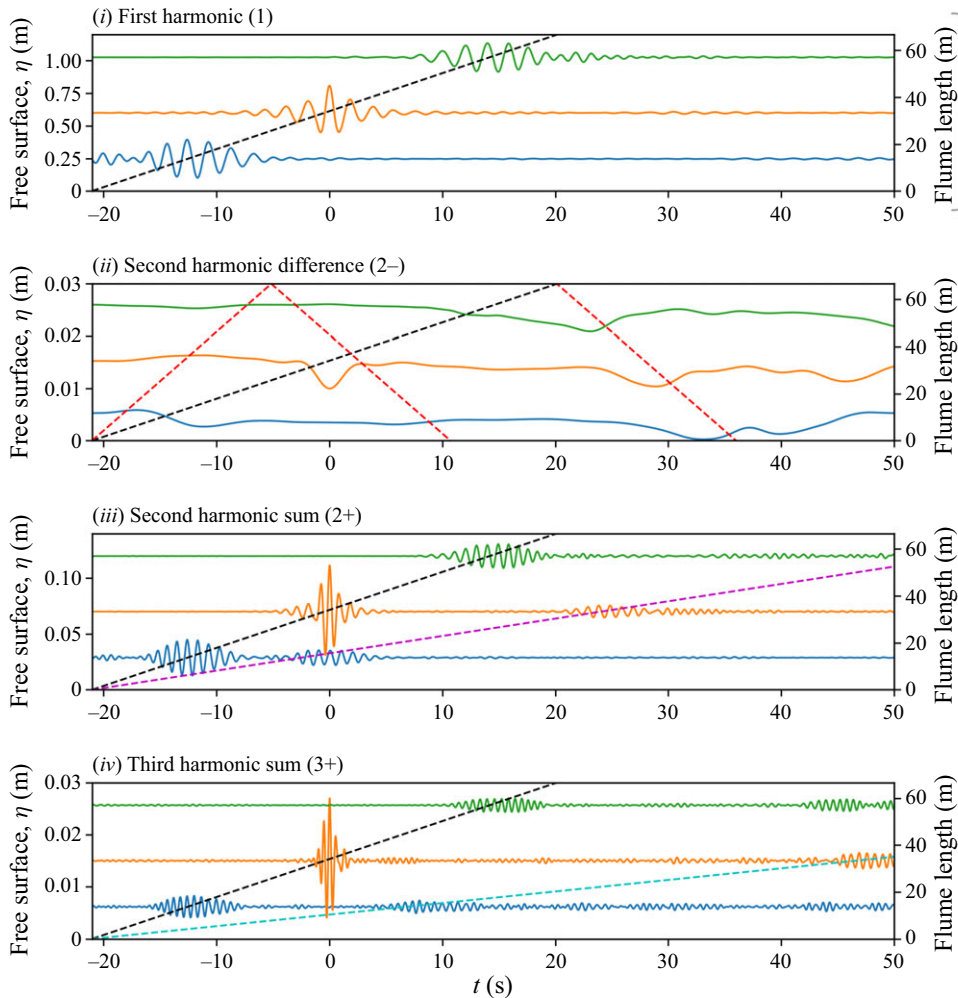 (i) First harmonic (1)
Free surface, η (m)
1.00
0.75
0.50
0.25
0
60
40
20
0
Flume length (m)
–20 –10 0 10 20 30 40 50
(ii) Second harmonic difference (2–)
Free surface, η (m)
0.03
0.02
0.01
0
60
40
20
0
Flume length (m)
–20 –10 0 10 20 30 40 50
(iii) Second harmonic sum (2+)
Free surface, η (m)
0.10
0.05
0
60
40
20
0
Flume length (m)
–20 –10 0 10 20 30 40 50
(iv) Third harmonic sum (3+)
Free surface, η (m)
0.03
0.02
0.01
0
60
40
20
0
Flume length (m)
–20 –10 0 10 20 30 40 50
t (s)